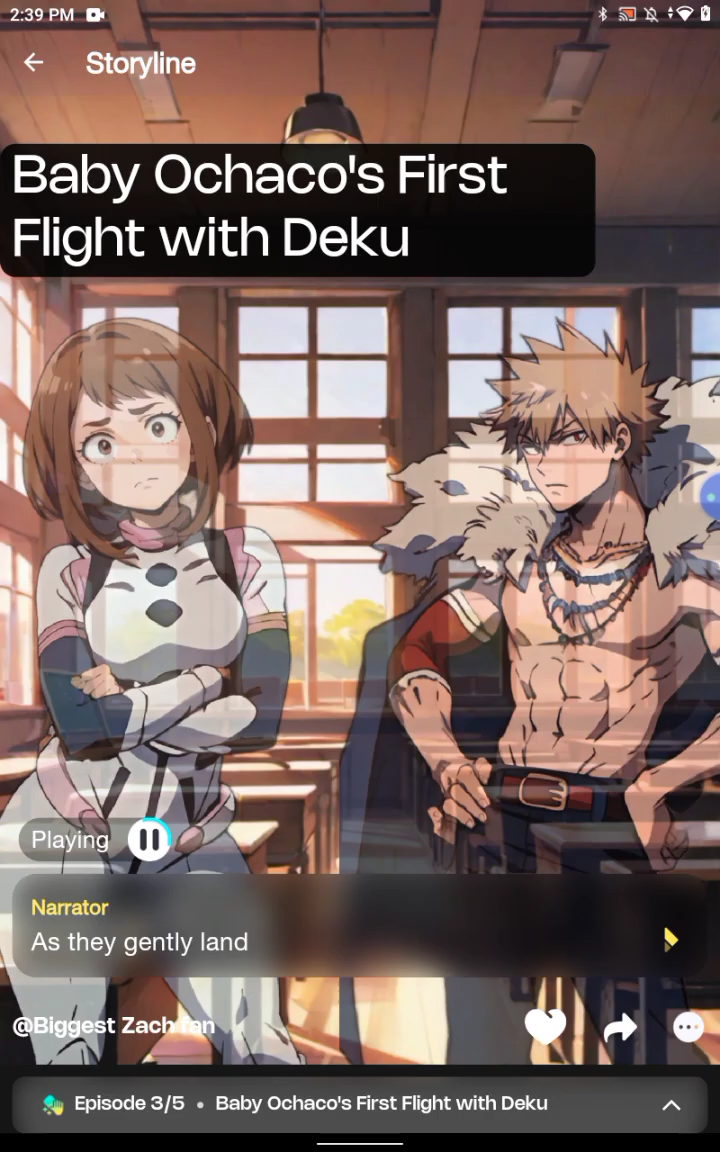 2:39 PM
Storyline
Baby Ochaco's First
Flight with Deku
Playing
Narrator
As they gently land
@Biggest Zach fan
Episode 3/5 • Baby Ochaco's First Flight with Deku